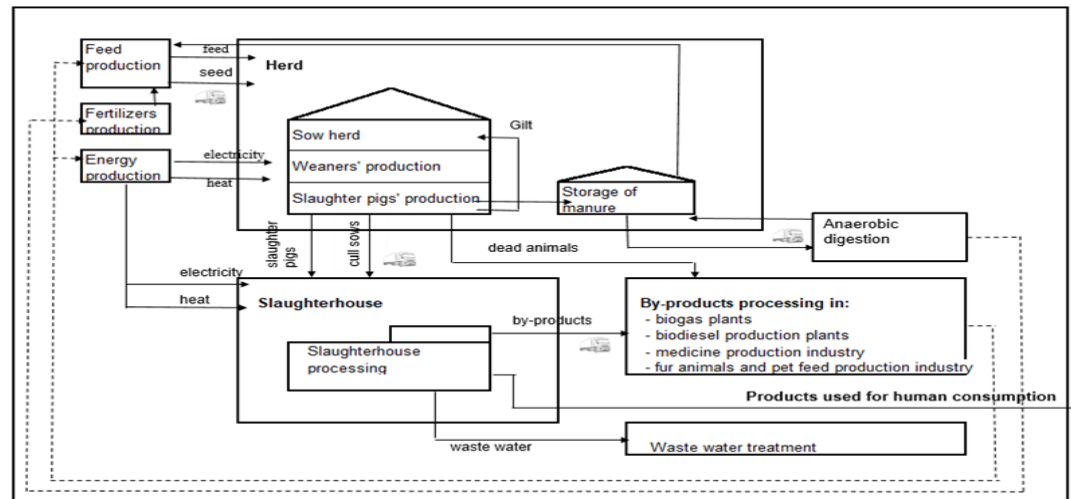 Feed
production
feed
seed
Herd
Fertilizers
production
Energy
production
electricity
heat
Sow herd
Gilt
Weaners' production
Slaughter pigs' production
Storage of
manure
Anaerobic
digestion
slaughter
pigs
cull sows
dead animals
electricity
heat
Slaughterhouse
Slaughterhouse
processing
by-products
By-products processing in:
- biogas plants
- biodiesel production plants
- medicine production industry
- fur animals and pet feed production industry
Products used for human consumption
waste water
Waste water treatment